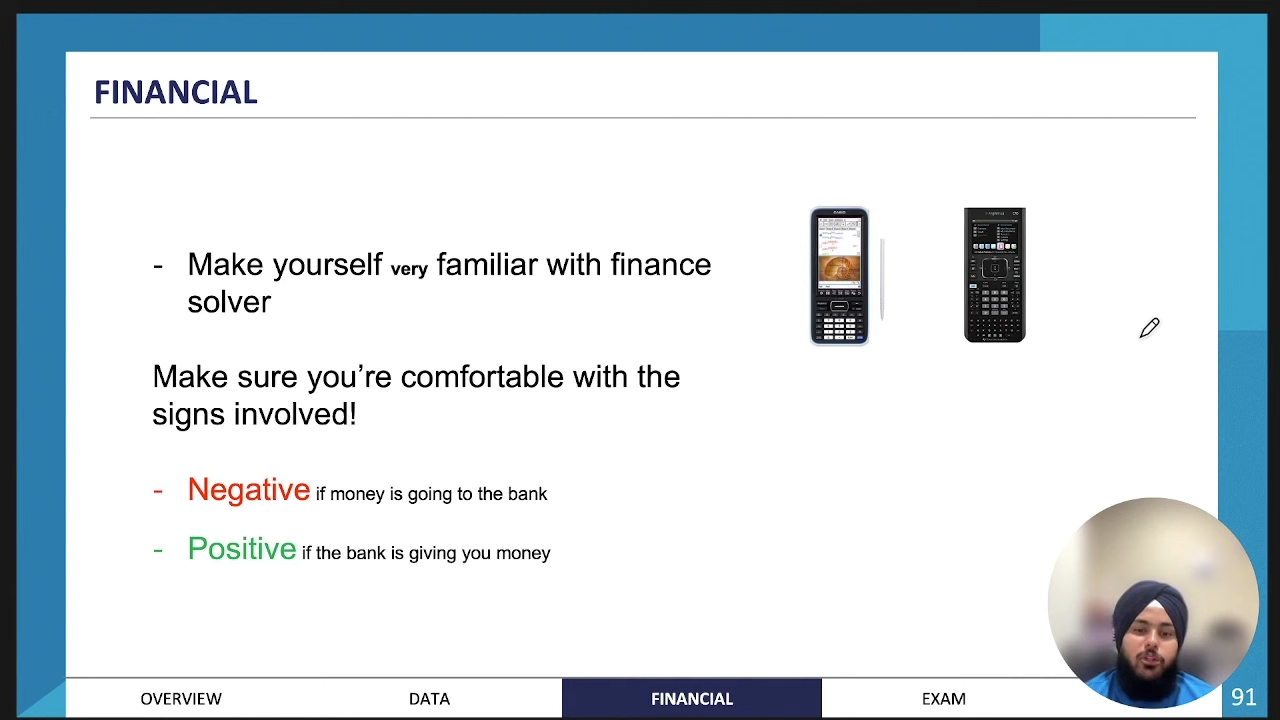 FINANCIAL
- Make yourself very familiar with finance
solver
Make sure you're comfortable with the
signs involved!
- Negative if money is going to the bank
- Positive if the bank is giving you money
OVERVIEW
DATA
FINANCIAL
EXAM
91